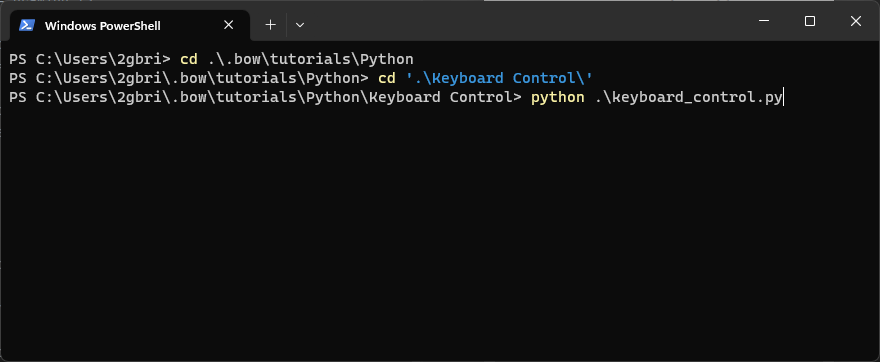 Windows PowerShell
PS C:\Users\2gbri> cd .\.bow\tutorials\Python
PS C:\Users\2gbri\.bow\tutorials\Python> cd '.\Keyboard Control\'
PS C:\Users\2gbri\.bow\tutorials\Python\Keyboard Control> python .\keyboard_control.py